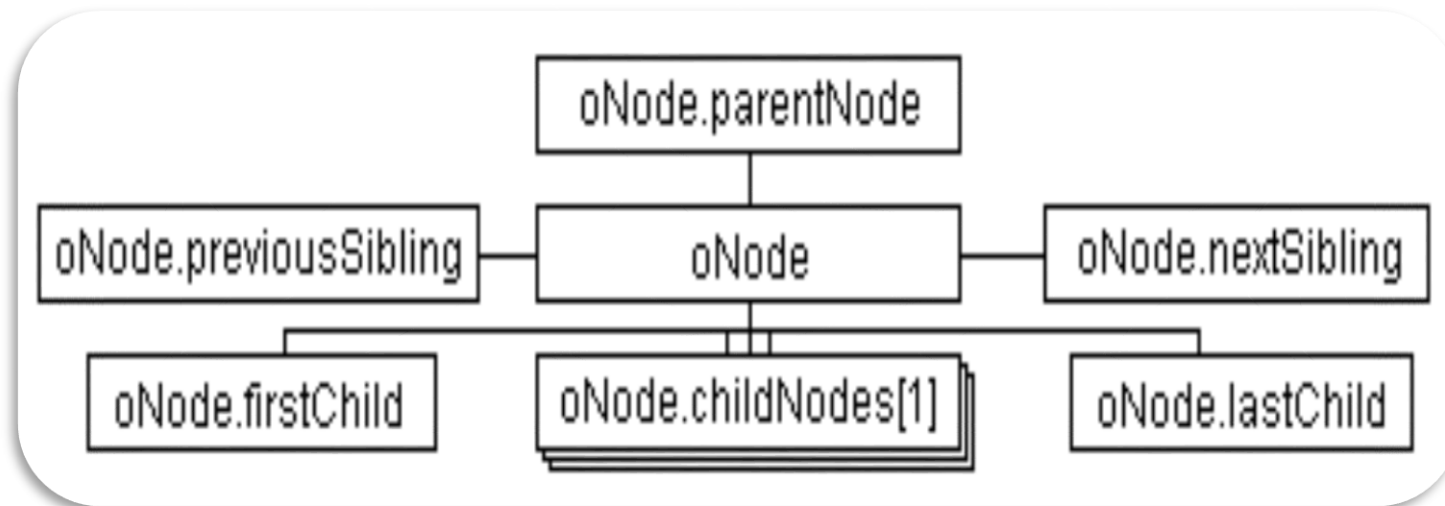 oNode.parentNode
oNode.previousSibling
oNode
oNode.nextSibling
oNode.firstChild
oNode.childNodes[1]
oNode.lastChild